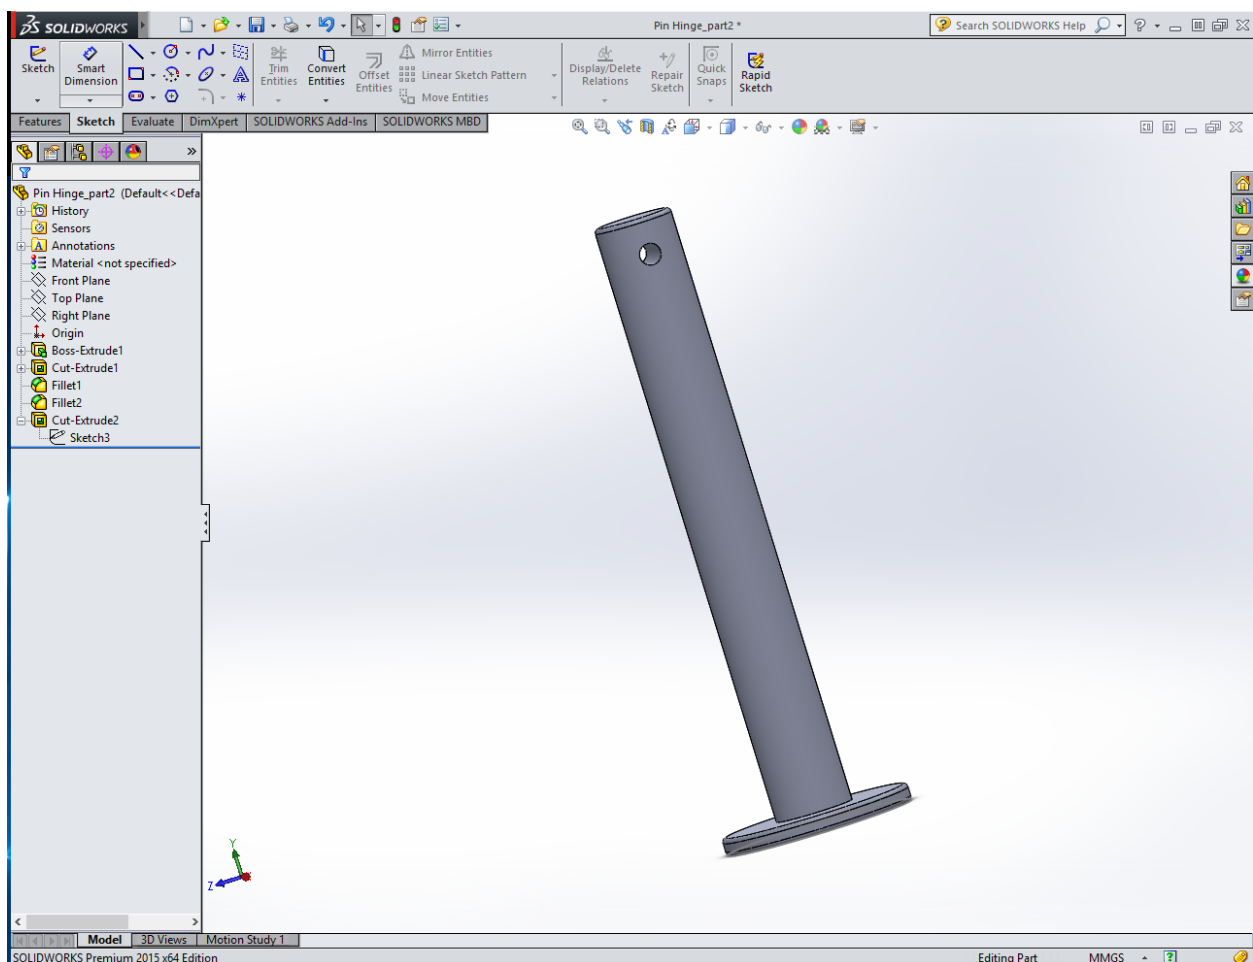 SOLIDWORKS
Pin Hinge_part2 *
Search SOLIDWORKS Help
Sketch
Smart Dimension
Trim Entities
Convert Entities
Offset Entities
Mirror Entities
Linear Sketch Pattern
Move Entities
Display/Delete Relations
Repair Sketch
Quick Snaps
Rapid Sketch
Features Sketch Evaluate DimXpert SOLIDWORKS Add-Ins SOLIDWORKS MBD
Pin Hinge_part2 (Default<<Defa
History
Sensors
Annotations
Material <not specified>
Front Plane
Top Plane
Right Plane
Origin
Boss-Extrude1
Cut-Extrude1
Fillet1
Fillet2
Cut-Extrude2
Sketch3
Y
Z
Model 3D Views Motion Study 1
SOLIDWORKS Premium 2015 x64 Edition
Editing Part
MMGS